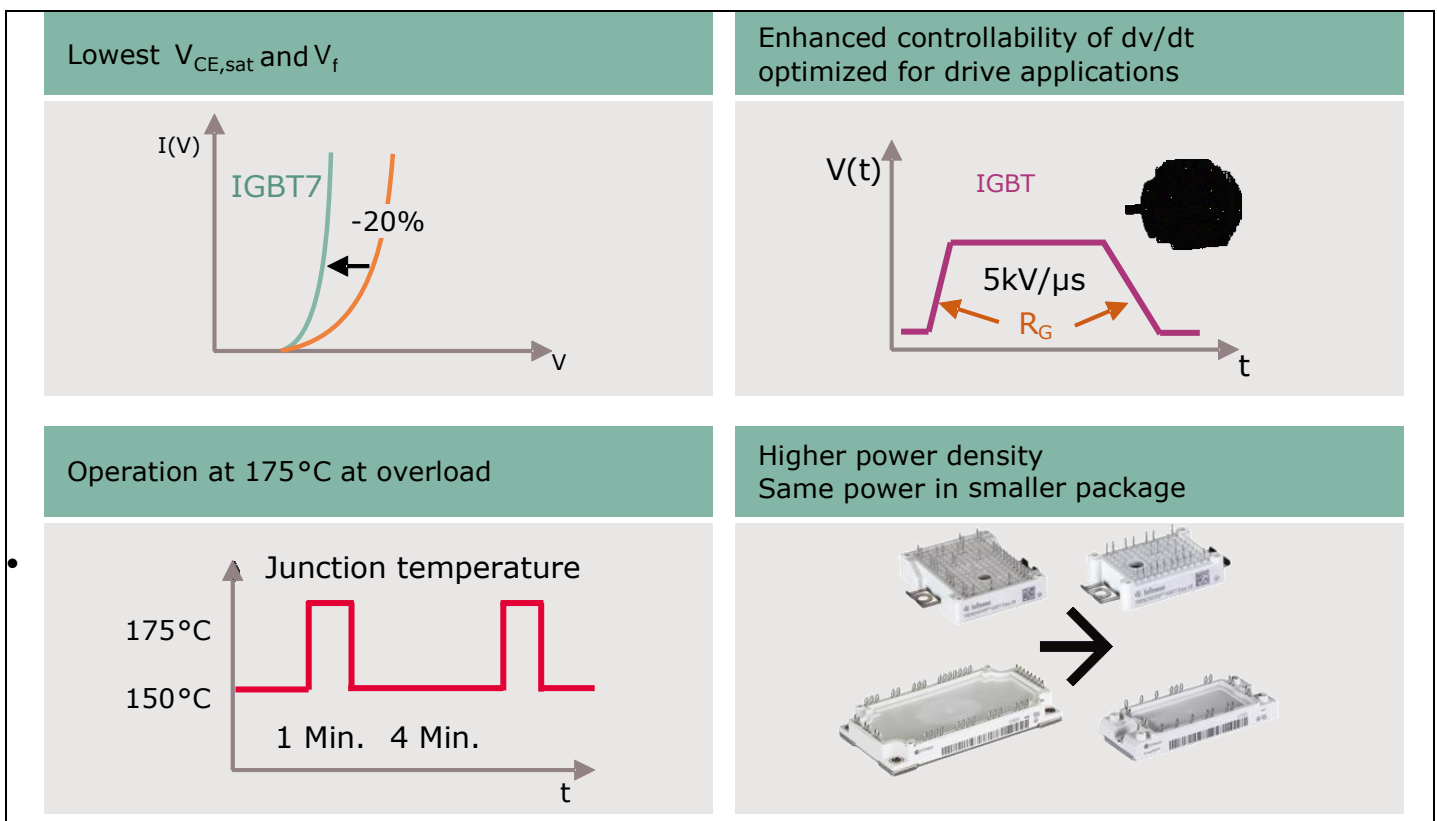 Lowest V_CE,sat and V_f
I(V)
IGBT7
-20%
V
Enhanced controllability of dv/dt
optimized for drive applications
V(t)
IGBT
5kV/µs
R_G
t
Operation at 175°C at overload
Junction temperature
175°C
150°C
1 Min. 4 Min.
t
Higher power density
Same power in smaller package
Infineon